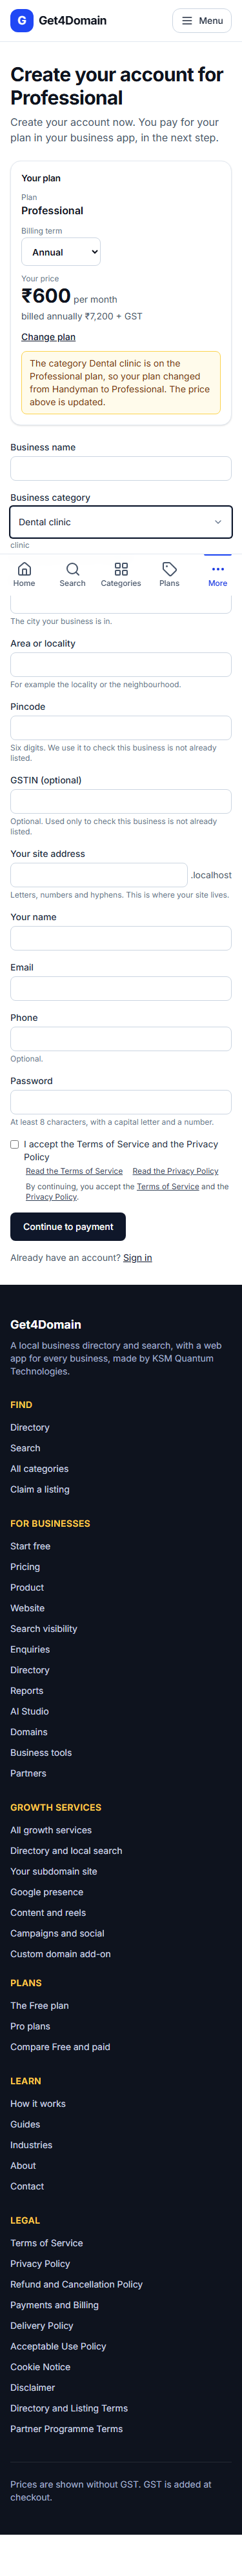 G Get4Domain
Menu
Create your account for
Professional
Create your account now. You pay for your
plan in your business app, in the next step.
Your plan
Plan
Professional
Billing term
Annual
Your price
₹600 per month
billed annually ₹7,200 + GST
Change plan
The category Dental clinic is on the
Professional plan, so your plan changed
from Handyman to Professional. The price
above is updated.
Business name
Business category
Dental clinic
clinic
Home
Search
Categories
Plans
More
The city your business is in.
Area or locality
For example the locality or the neighbourhood.
Pincode
Six digits. We use it to check this business is not already
listed.
GSTIN (optional)
Optional. Used only to check this business is not already
listed.
Your site address
.localhost
Letters, numbers and hyphens. This is where your site lives.
Your name
Email
Phone
Optional.
Password
At least 8 characters, with a capital letter and a number.
I accept the Terms of Service and the Privacy
Policy
Read the Terms of Service Read the Privacy Policy
By continuing, you accept the Terms of Service and the
Privacy Policy.
Continue to payment
Already have an account? Sign in
Get4Domain
A local business directory and search, with a web
app for every business, made by KSM Quantum
Technologies.
FIND
Directory
Search
All categories
Claim a listing
FOR BUSINESSES
Start free
Pricing
Product
Website
Search visibility
Enquiries
Directory
Reports
AI Studio
Domains
Business tools
Partners
GROWTH SERVICES
All growth services
Directory and local search
Your subdomain site
Google presence
Content and reels
Campaigns and social
Custom domain add-on
PLANS
The Free plan
Pro plans
Compare Free and paid
LEARN
How it works
Guides
Industries
About
Contact
LEGAL
Terms of Service
Privacy Policy
Refund and Cancellation Policy
Payments and Billing
Cancellation Policy
Delivery Policy
Acceptable Use Policy
Cookie Notice
Disclaimer
Directory and Listing Terms
Partner Programme Terms
Prices are shown without GST. GST is added at
checkout.